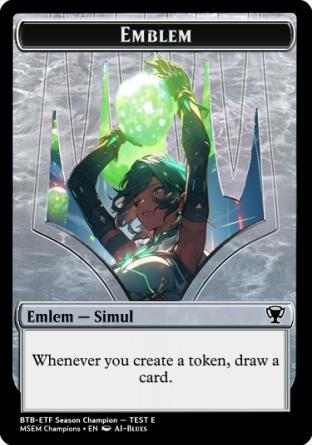 Emblem
Emlem — Simul
Whenever you create a token, draw a
card.
BTB-ETF Season Champion — TEST E
MSEM Champions • EN AI-Blues